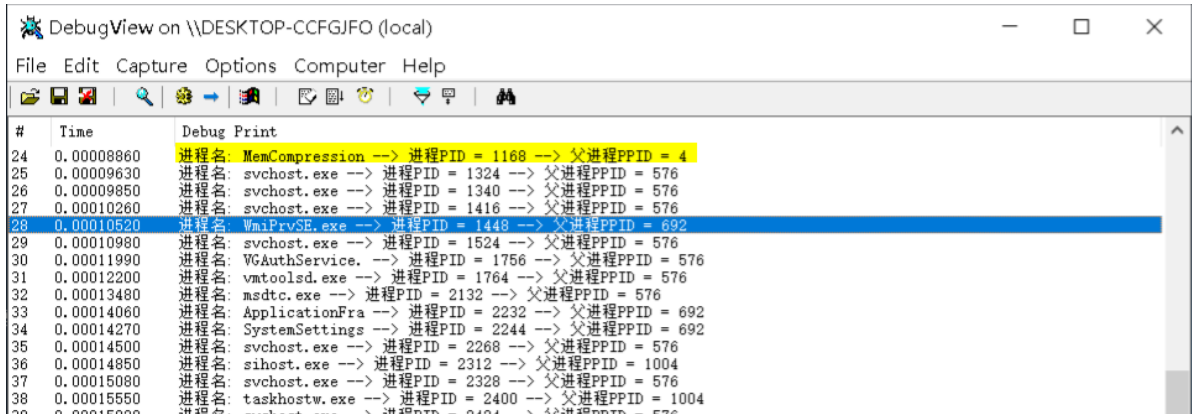 DebugView on \\DESKTOP-CCFGJFO (local)
File Edit Capture Options Computer Help
# Time Debug Print
24 0.00008860 进程名: MemCompression --> 进程PID = 1168 --> 父进程PPID = 4
25 0.00009630 进程名: svchost.exe --> 进程PID = 1324 --> 父进程PPID = 576
26 0.00009850 进程名: svchost.exe --> 进程PID = 1340 --> 父进程PPID = 576
27 0.00010260 进程名: svchost.exe --> 进程PID = 1416 --> 父进程PPID = 576
28 0.00010520 进程名: WmiPrvSE.exe --> 进程PID = 1448 --> 父进程PPID = 692
29 0.00010980 进程名: svchost.exe --> 进程PID = 1524 --> 父进程PPID = 576
30 0.00011990 进程名: VGAuthService. --> 进程PID = 1756 --> 父进程PPID = 576
31 0.00012200 进程名: vmtoolsd.exe --> 进程PID = 1764 --> 父进程PPID = 576
32 0.00013480 进程名: msdtc.exe --> 进程PID = 2132 --> 父进程PPID = 576
33 0.00014060 进程名: ApplicationFra --> 进程PID = 2232 --> 父进程PPID = 692
34 0.00014270 进程名: SystemSettings --> 进程PID = 2244 --> 父进程PPID = 692
35 0.00014500 进程名: svchost.exe --> 进程PID = 2268 --> 父进程PPID = 576
36 0.00014850 进程名: sihost.exe --> 进程PID = 2312 --> 父进程PPID = 1004
37 0.00015080 进程名: svchost.exe --> 进程PID = 2328 --> 父进程PPID = 576
38 0.00015550 进程名: taskhostw.exe --> 进程PID = 2400 --> 父进程PPID = 1004